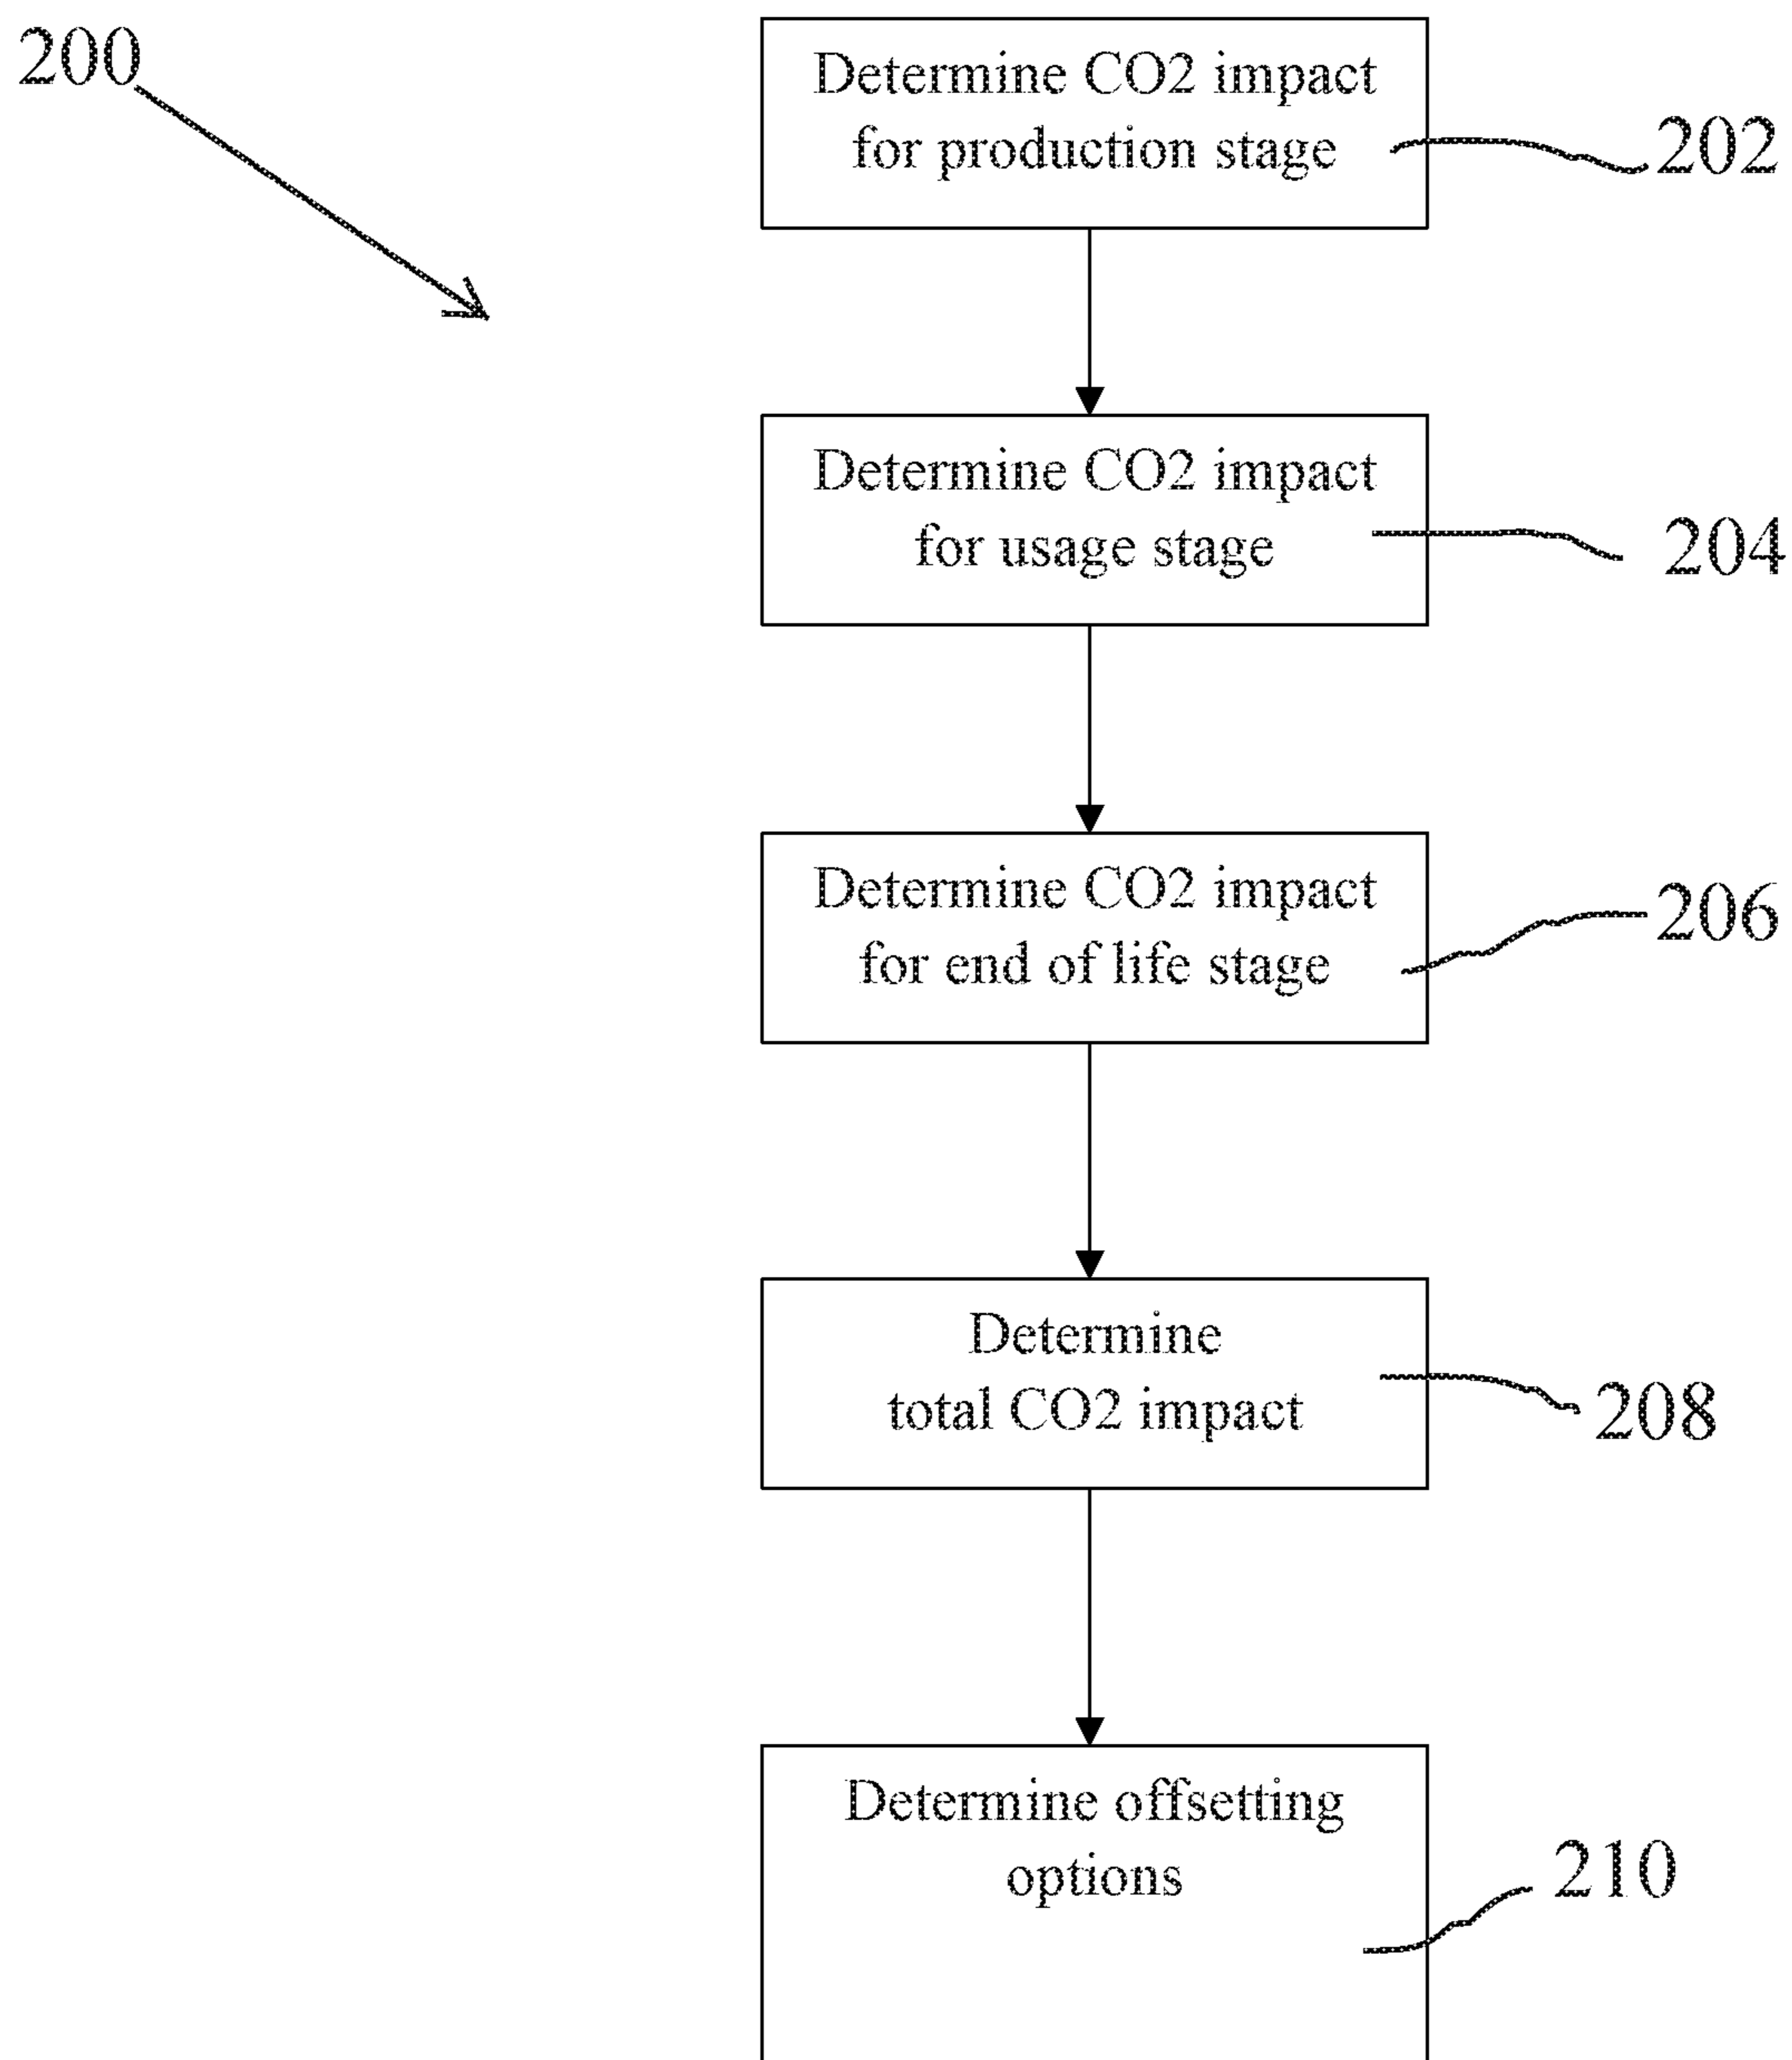 200
Determine CO2 impact
for production stage
202
Determine CO2 impact
for usage stage
204
Determine CO2 impact
for end of life stage
206
Determine
total CO2 impact
208
Determine offsetting
options
210